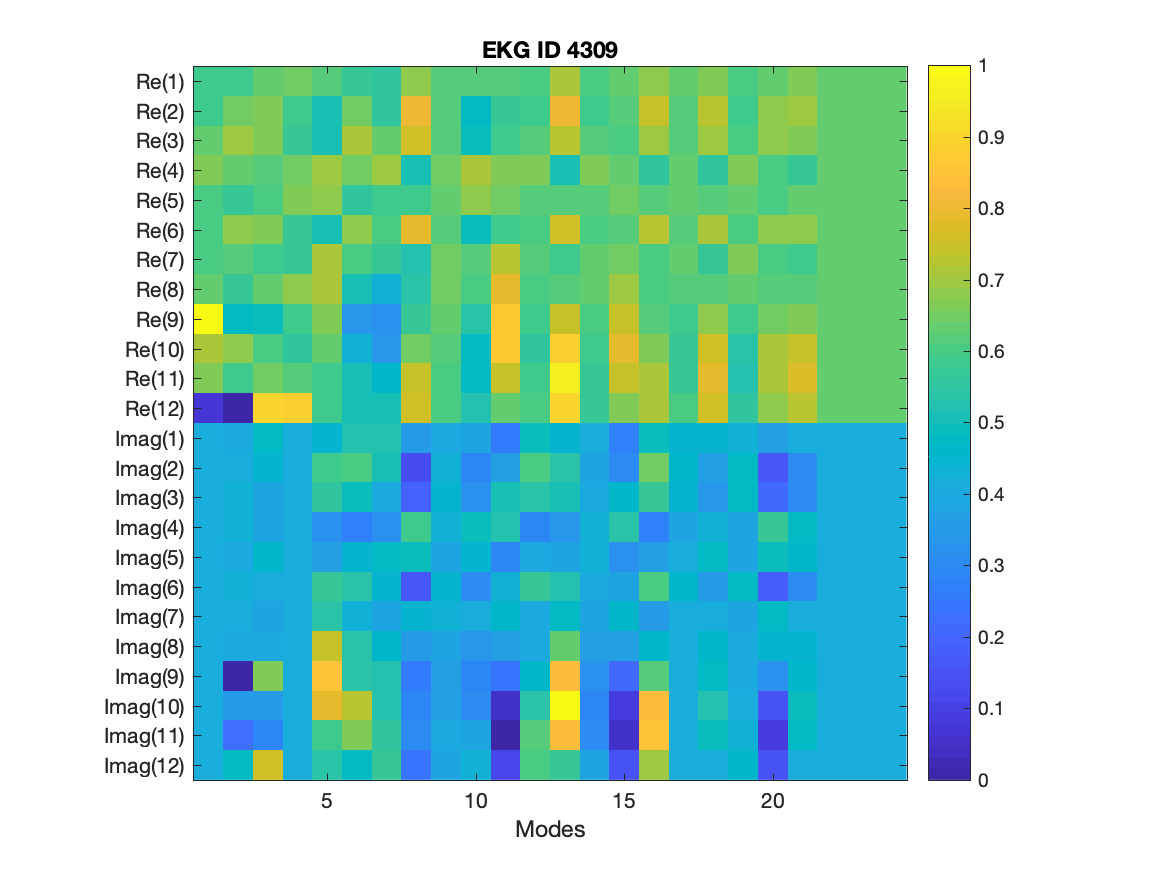 EKG ID 4309
Re(1)
Re(2)
Re(3)
Re(4)
Re(5)
Re(6)
Re(7)
Re(8)
Re(9)
Re(10)
Re(11)
Re(12)
Imag(1)
Imag(2)
Imag(3)
Imag(4)
Imag(5)
Imag(6)
Imag(7)
Imag(8)
Imag(9)
Imag(10)
Imag(11)
Imag(12)
5 10 15 20
Modes
1
0.9
0.8
0.7
0.6
0.5
0.4
0.3
0.2
0.1
0